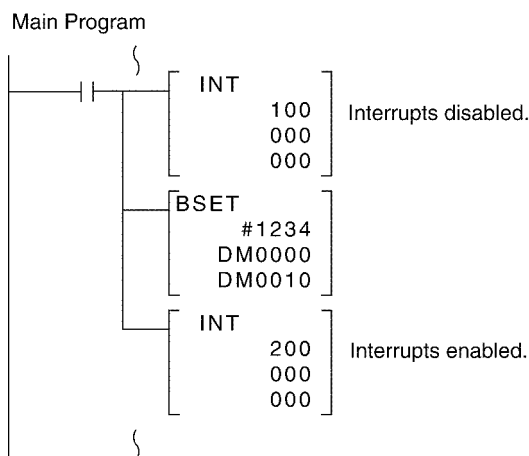 Main Program
INT
100
000
000
Interrupts disabled.
BSET
#1234
DM0000
DM0010
INT
200
000
000
Interrupts enabled.